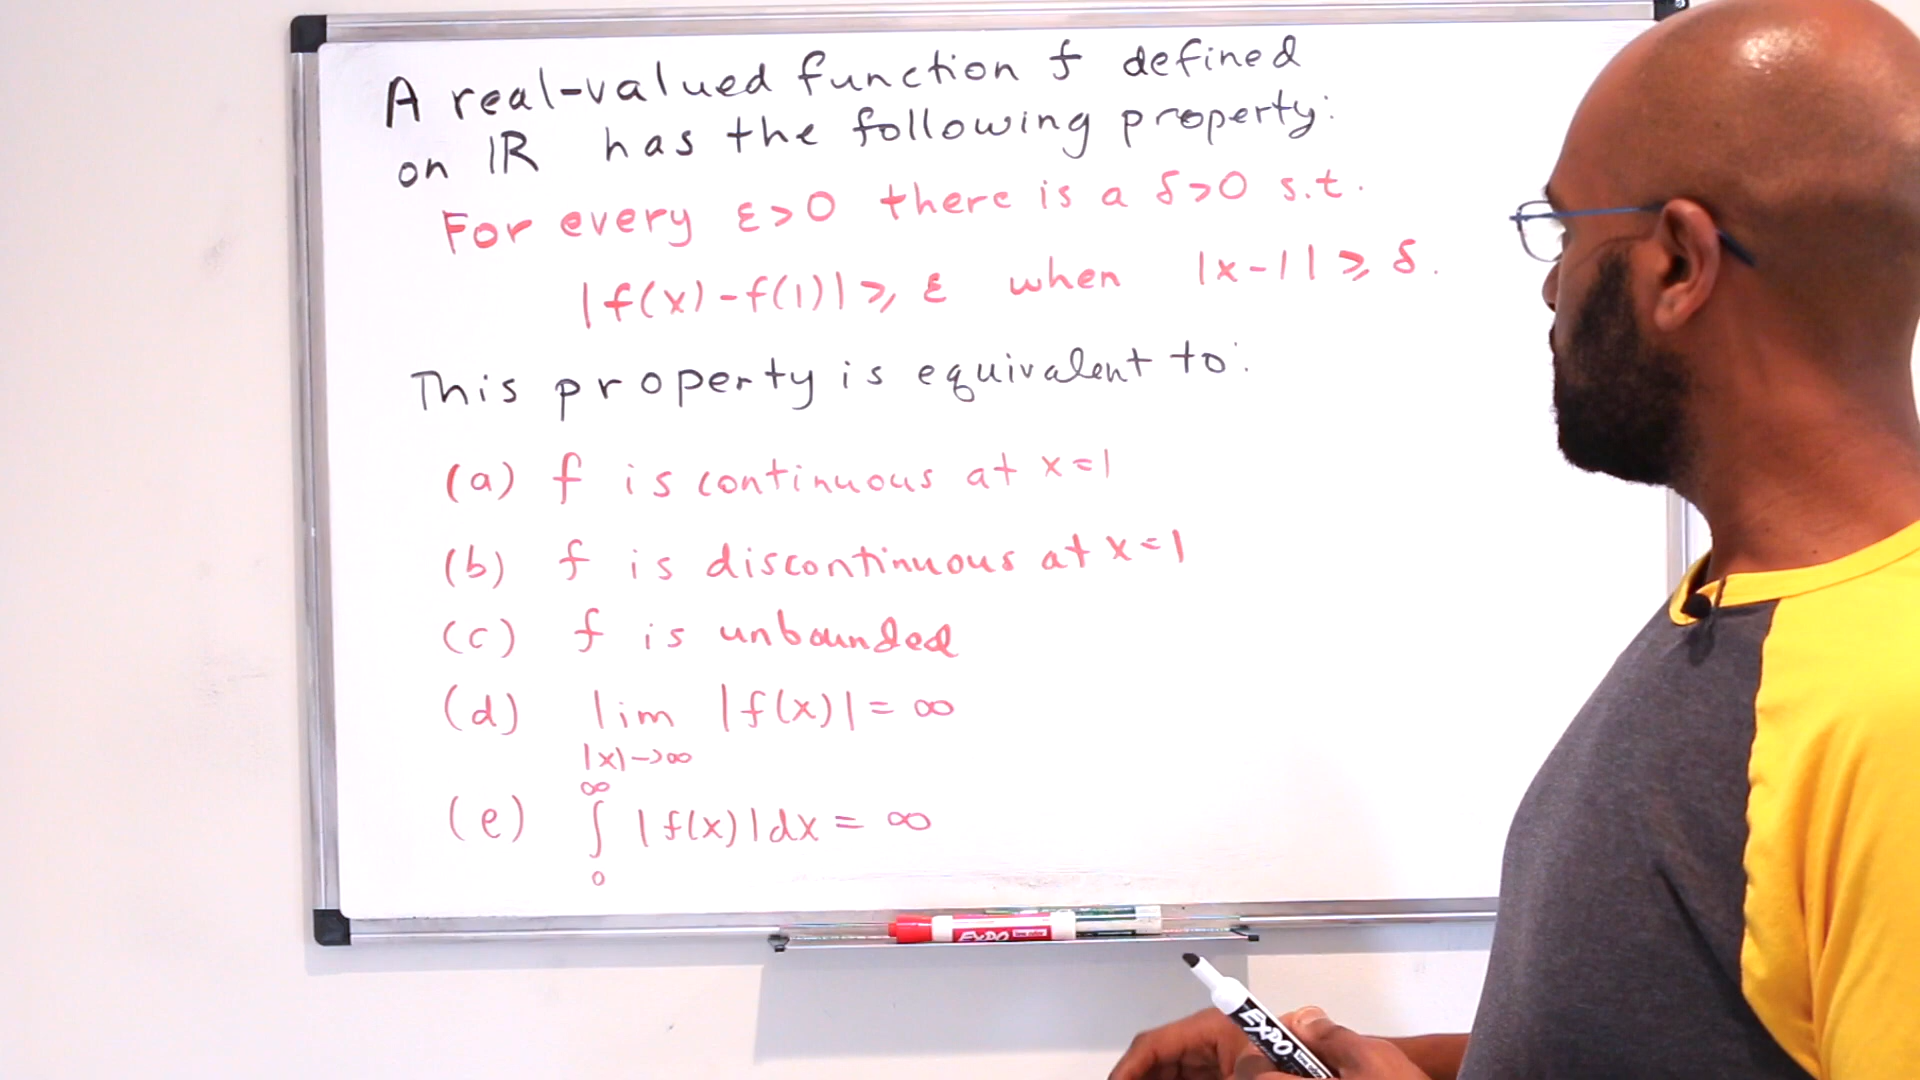 A real-valued function f defined
on ℝ has the following property:
For every ε>0 there is a δ>0 s.t.
|f(x)-f(1)| ⩾ ε when |x-1| ⩾ δ.
This property is equivalent to:
(a) f is continuous at x=1
(b) f is discontinuous at x=1
(c) f is unbounded
(d) lim |f(x)| = ∞
|x|→∞
(e) ∫₀^∞ |f(x)|dx = ∞
EXPO
EXPO